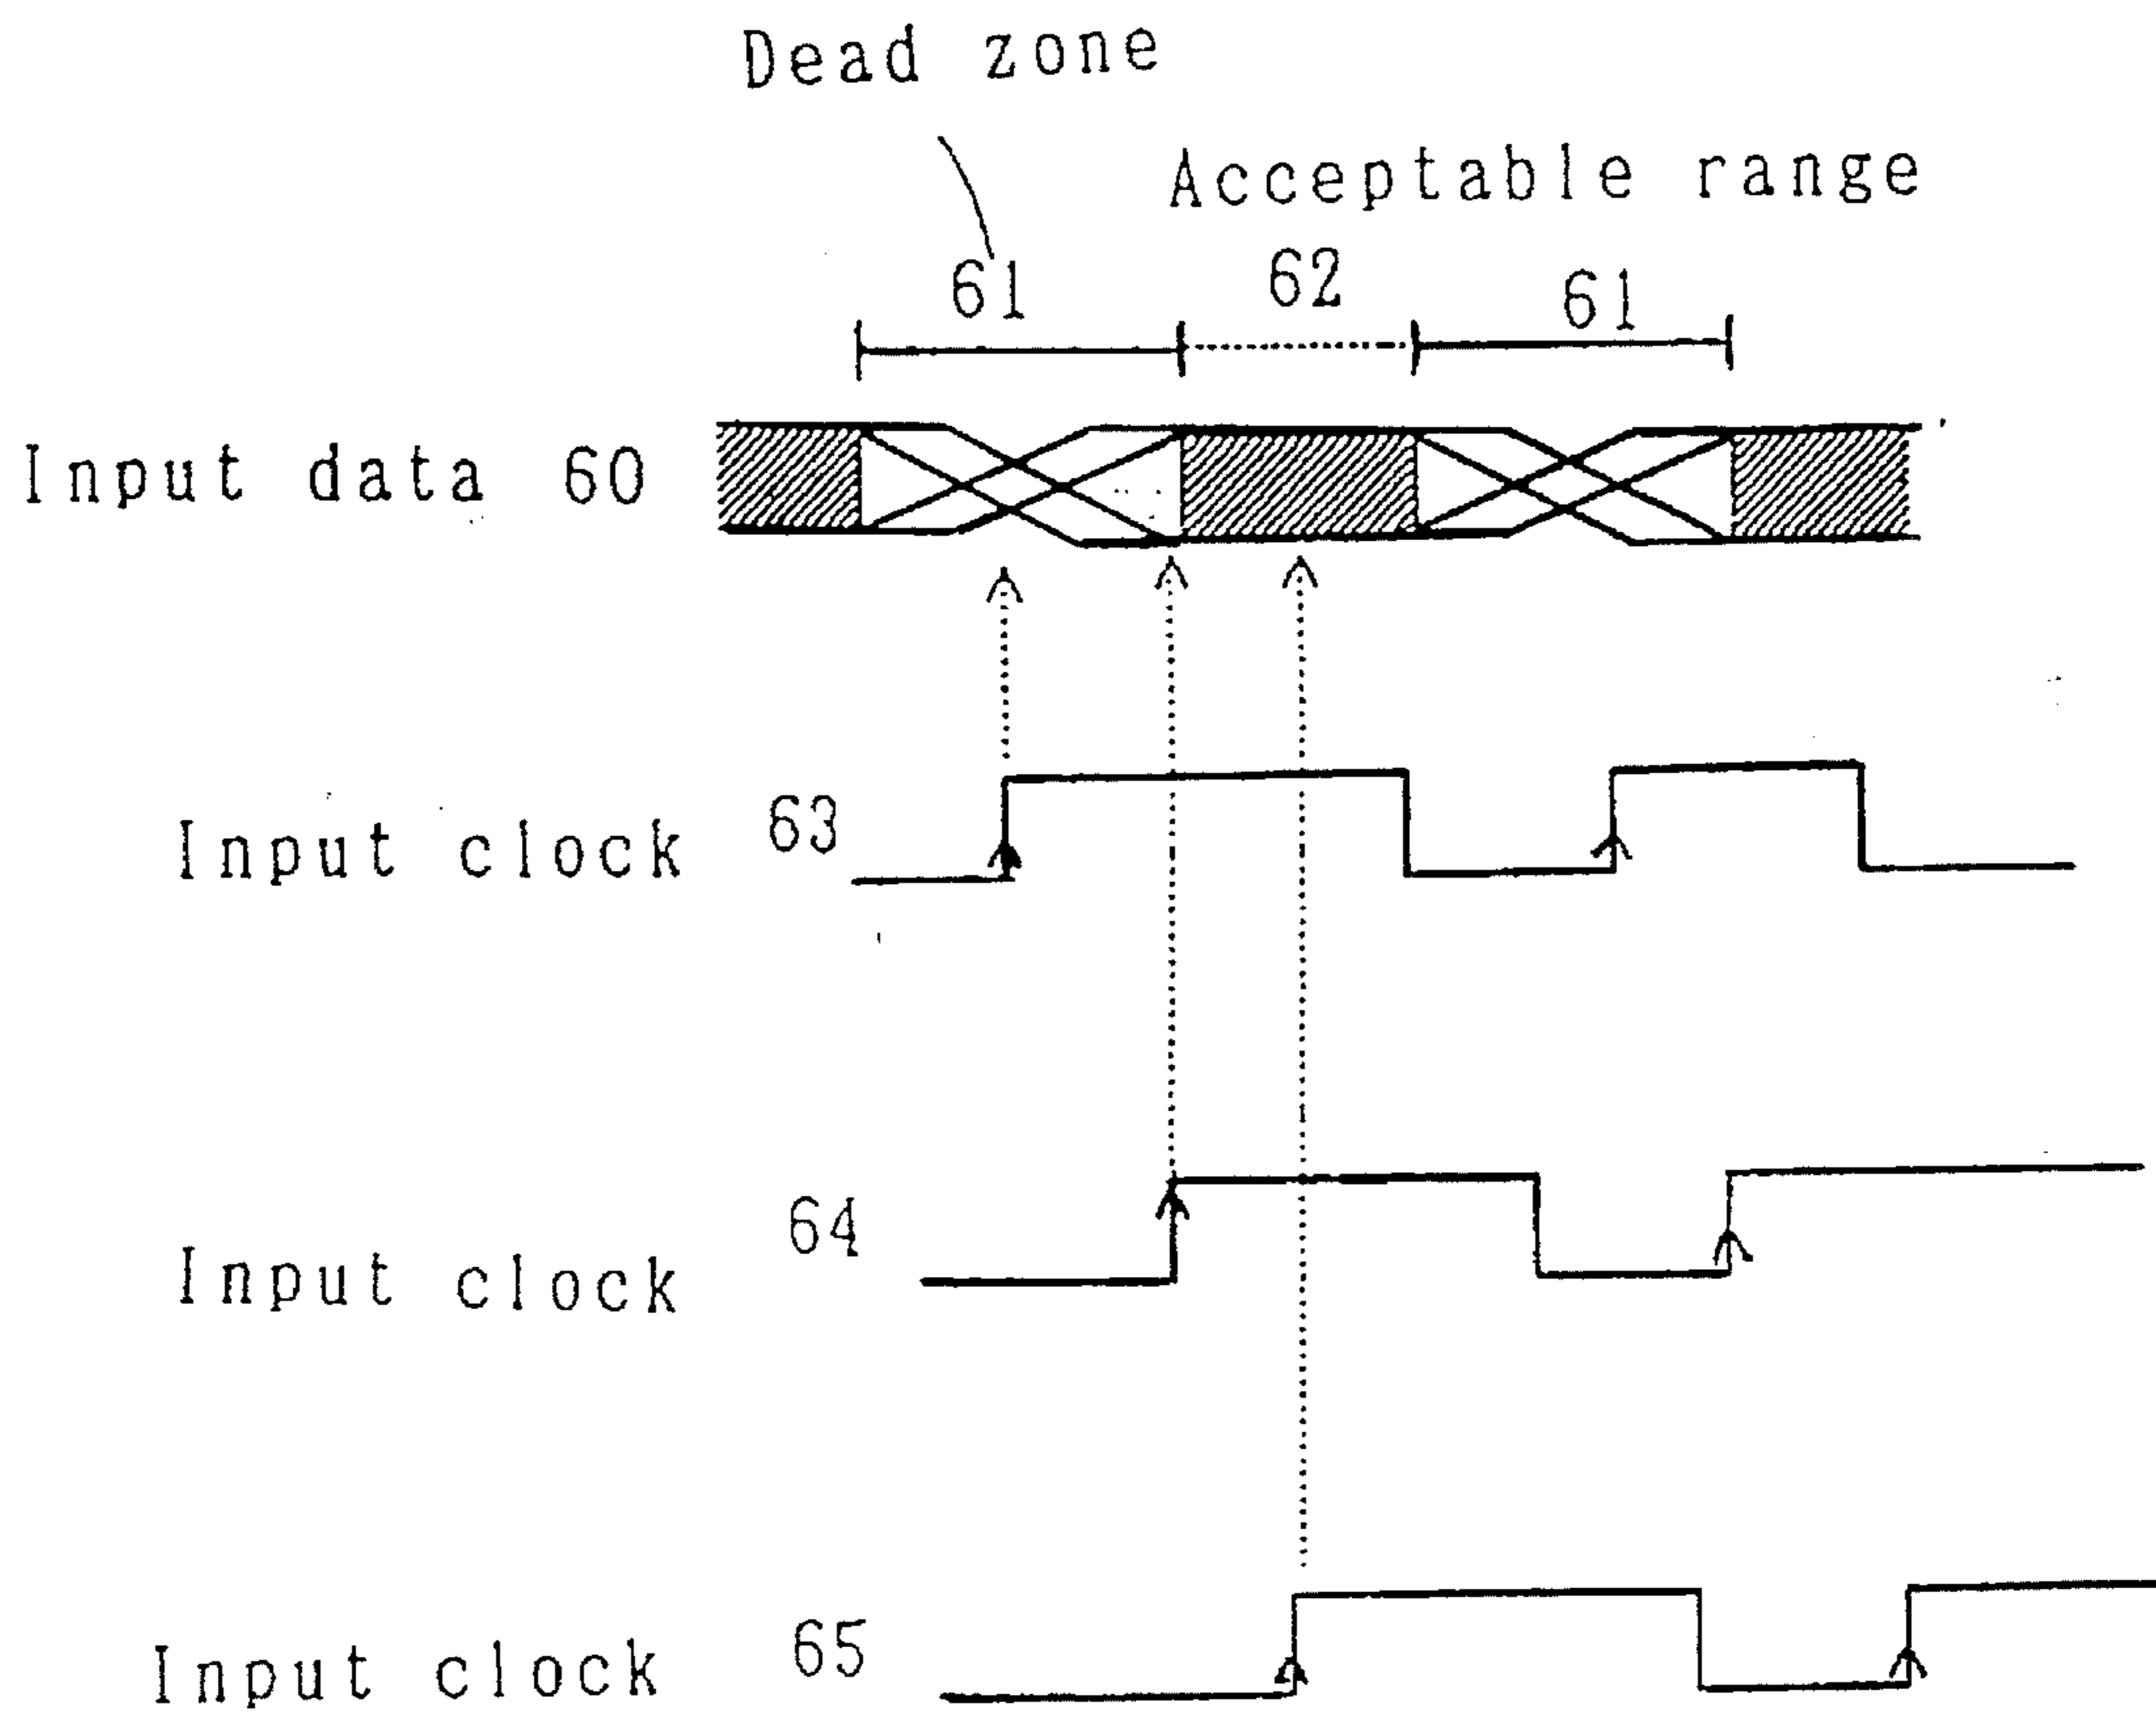 Dead zone
Acceptable range
61
62
61
Input data 60
Input clock 63
Input clock 64
Input clock 65